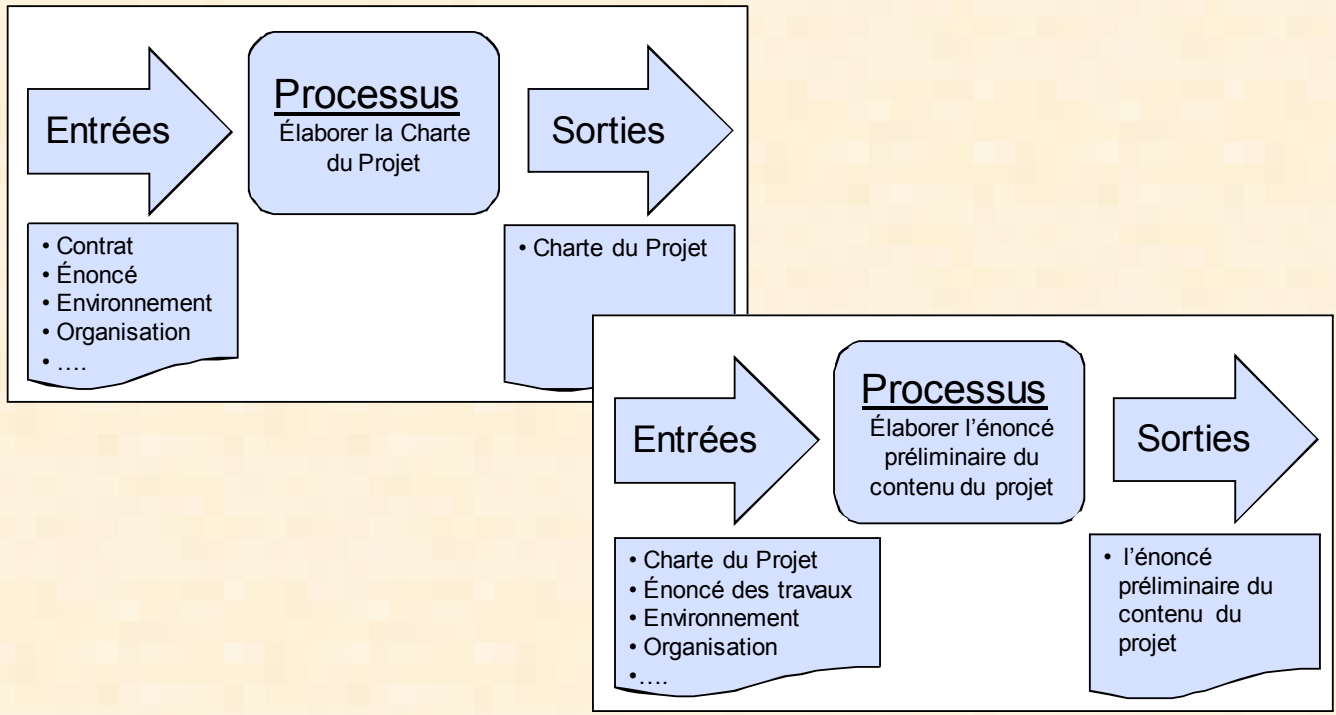 Entrées
Processus
Élaborer la Charte
du Projet
Sorties
• Contrat
• Énoncé
• Environnement
• Organisation
• ....
• Charte du Projet
Entrées
Processus
Élaborer l’énoncé
préliminaire du
contenu du projet
Sorties
• Charte du Projet
• Énoncé des travaux
• Environnement
• Organisation
•....
• l’énoncé
préliminaire du
contenu du
projet